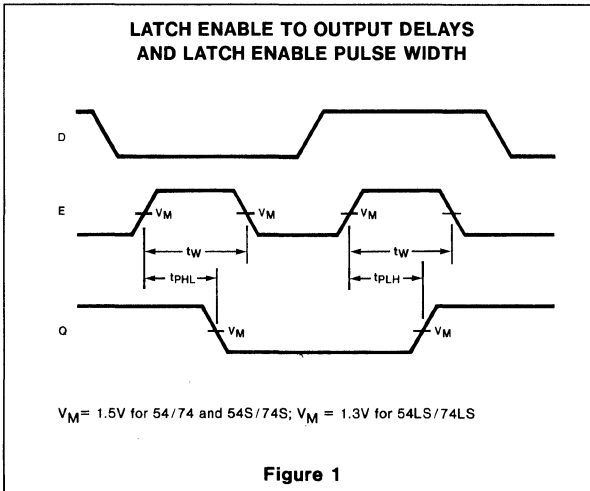 LATCH ENABLE TO OUTPUT DELAYS
AND LATCH ENABLE PULSE WIDTH
D
E
VM
VM
VM
tW
tW
tPHL
tPLH
Q
VM
VM
VM= 1.5V for 54/74 and 54S/74S; VM = 1.3V for 54LS/74LS
Figure 1